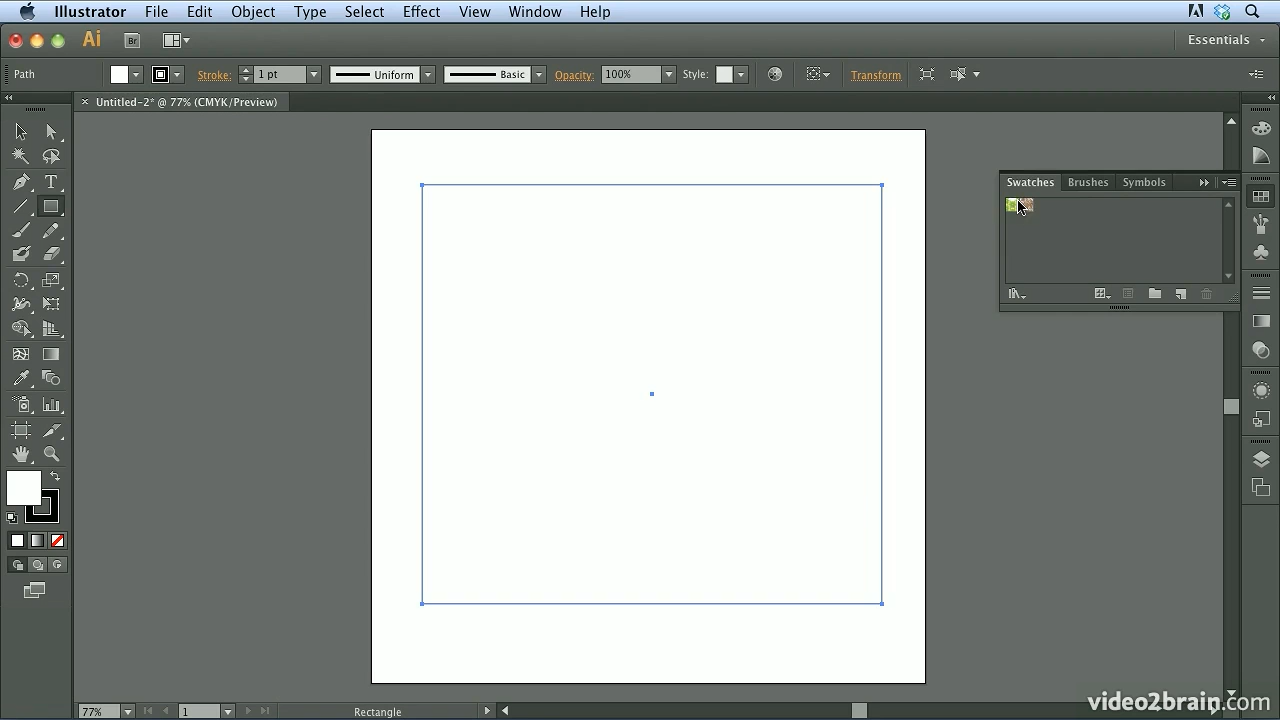 Illustrator File Edit Object Type Select Effect View Window Help
Ai Br Essentials
Path Stroke: 1 pt Uniform Basic Opacity: 100% Style: Transform
× Untitled-2* @ 77% (CMYK/Preview)
Swatches Brushes Symbols
T
77% 1 Rectangle
video2brain.com